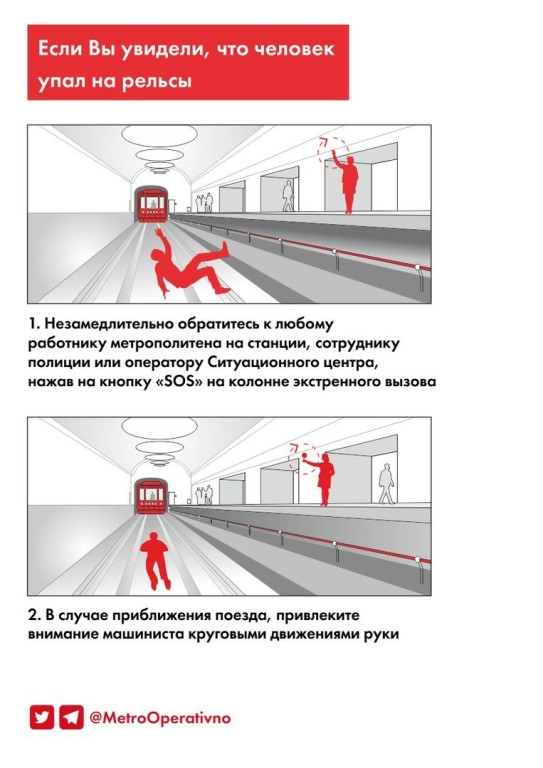 Если Вы увидели, что человек
упал на рельсы
1. Незамедлительно обратитесь к любому
работнику метрополитена на станции, сотруднику
полиции или оператору Ситуационного центра,
нажав на кнопку «SOS» на колонне экстренного вызова
2. В случае приближения поезда, привлеките
внимание машиниста круговыми движениями руки
@MetroOperativno